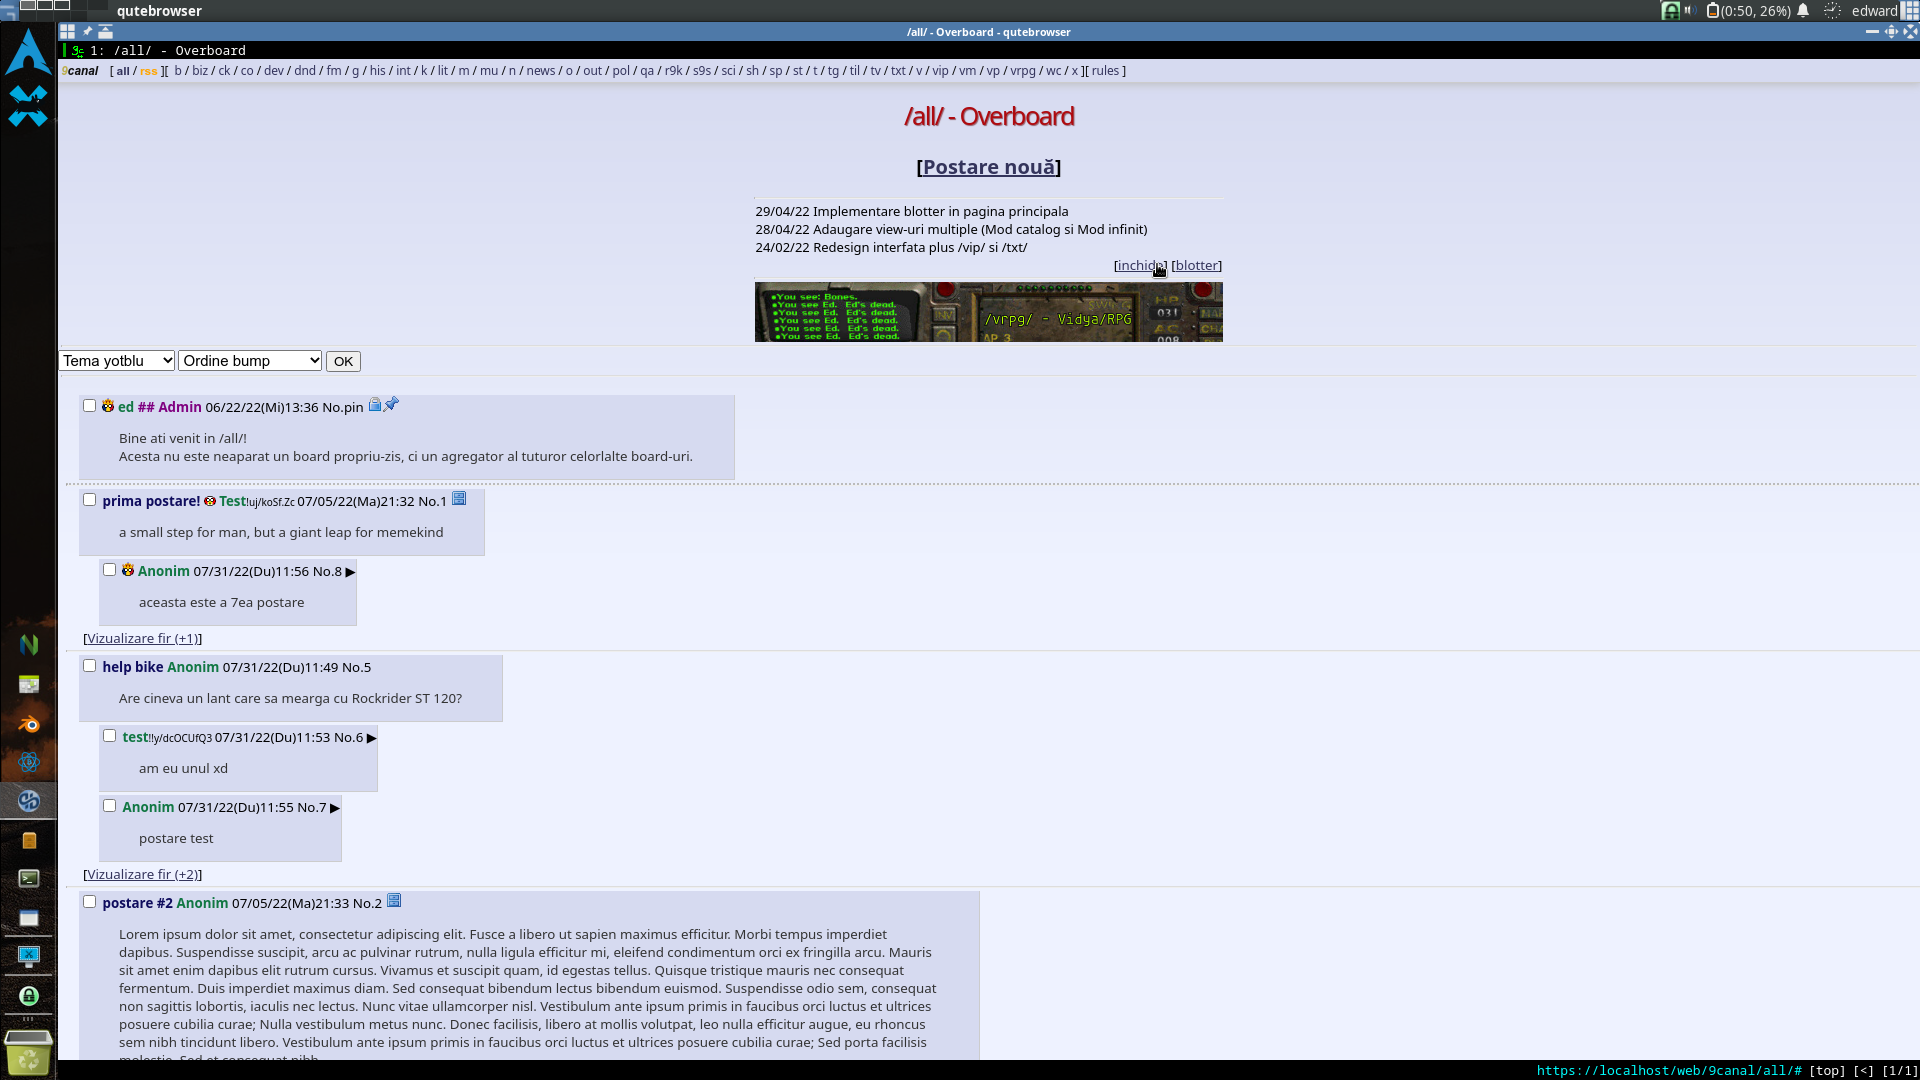 qutebrowser
(0:50, 26%)
edward
/all/ - Overboard - qutebrowser
1: /all/ - Overboard
9canal [ all / rss ][ b / biz / ck / co / dev / dnd / fm / g / his / int / k / lit / m / mu / n / news / o / out / pol / qa / r9k / s9s / sci / sh / sp / st / t / tg / til / tv / txt / v / vip / vm / vp / vrpg / wc / x ][ rules ]
/all/ - Overboard
[Postare nouă]
29/04/22 Implementare blotter in pagina principala
28/04/22 Adaugare view-uri multiple (Mod catalog si Mod infinit)
24/02/22 Redesign interfata plus /vip/ si /txt/
[inchide] [blotter]
You see: Bones.
You see Ed. Ed's dead.
You see Ed. Ed's dead.
You see Ed. Ed's dead.
You see Ed. Ed's dead.
You see Ed. Ed's dead.
INV
/vrpg/ - Vidya/RPG
AP 3
HP
031
AC
008
Tema yotblu Ordine bump OK
ed ## Admin 06/22/22(Mi)13:36 No.pin
Bine ati venit in /all/!
Acesta nu este neaparat un board propriu-zis, ci un agregator al tuturor celorlalte board-uri.
prima postare! Test!uj/koSf.Zc 07/05/22(Ma)21:32 No.1
a small step for man, but a giant leap for memekind
Anonim 07/31/22(Du)11:56 No.8 ▶
aceasta este a 7ea postare
[Vizualizare fir (+1)]
help bike Anonim 07/31/22(Du)11:49 No.5
Are cineva un lant care sa mearga cu Rockrider ST 120?
test!!y/dcOCUfQ3 07/31/22(Du)11:53 No.6 ▶
am eu unul xd
Anonim 07/31/22(Du)11:55 No.7 ▶
postare test
[Vizualizare fir (+2)]
postare #2 Anonim 07/05/22(Ma)21:33 No.2
Lorem ipsum dolor sit amet, consectetur adipiscing elit. Fusce a libero ut sapien maximus efficitur. Morbi tempus imperdiet
dapibus. Suspendisse suscipit, arcu ac pulvinar rutrum, nulla ligula efficitur mi, eleifend condimentum orci ex fringilla arcu. Mauris
sit amet enim dapibus elit rutrum cursus. Vivamus et suscipit quam, id egestas tellus. Quisque tristique mauris nec consequat
fermentum. Duis imperdiet maximus diam. Sed consequat bibendum lectus bibendum euismod. Suspendisse odio sem, consequat
non sagittis lobortis, iaculis nec lectus. Nunc vitae ullamcorper nisl. Vestibulum ante ipsum primis in faucibus orci luctus et ultrices
posuere cubilia curae; Nulla vestibulum metus nunc. Donec facilisis, libero at mollis volutpat, leo nulla efficitur augue, eu rhoncus
sem nibh tincidunt libero. Vestibulum ante ipsum primis in faucibus orci luctus et ultrices posuere cubilia curae; Sed porta facilisis
molestie. Sed et consequat nibh.
https://localhost/web/9canal/all/# [top] [<] [1/1]